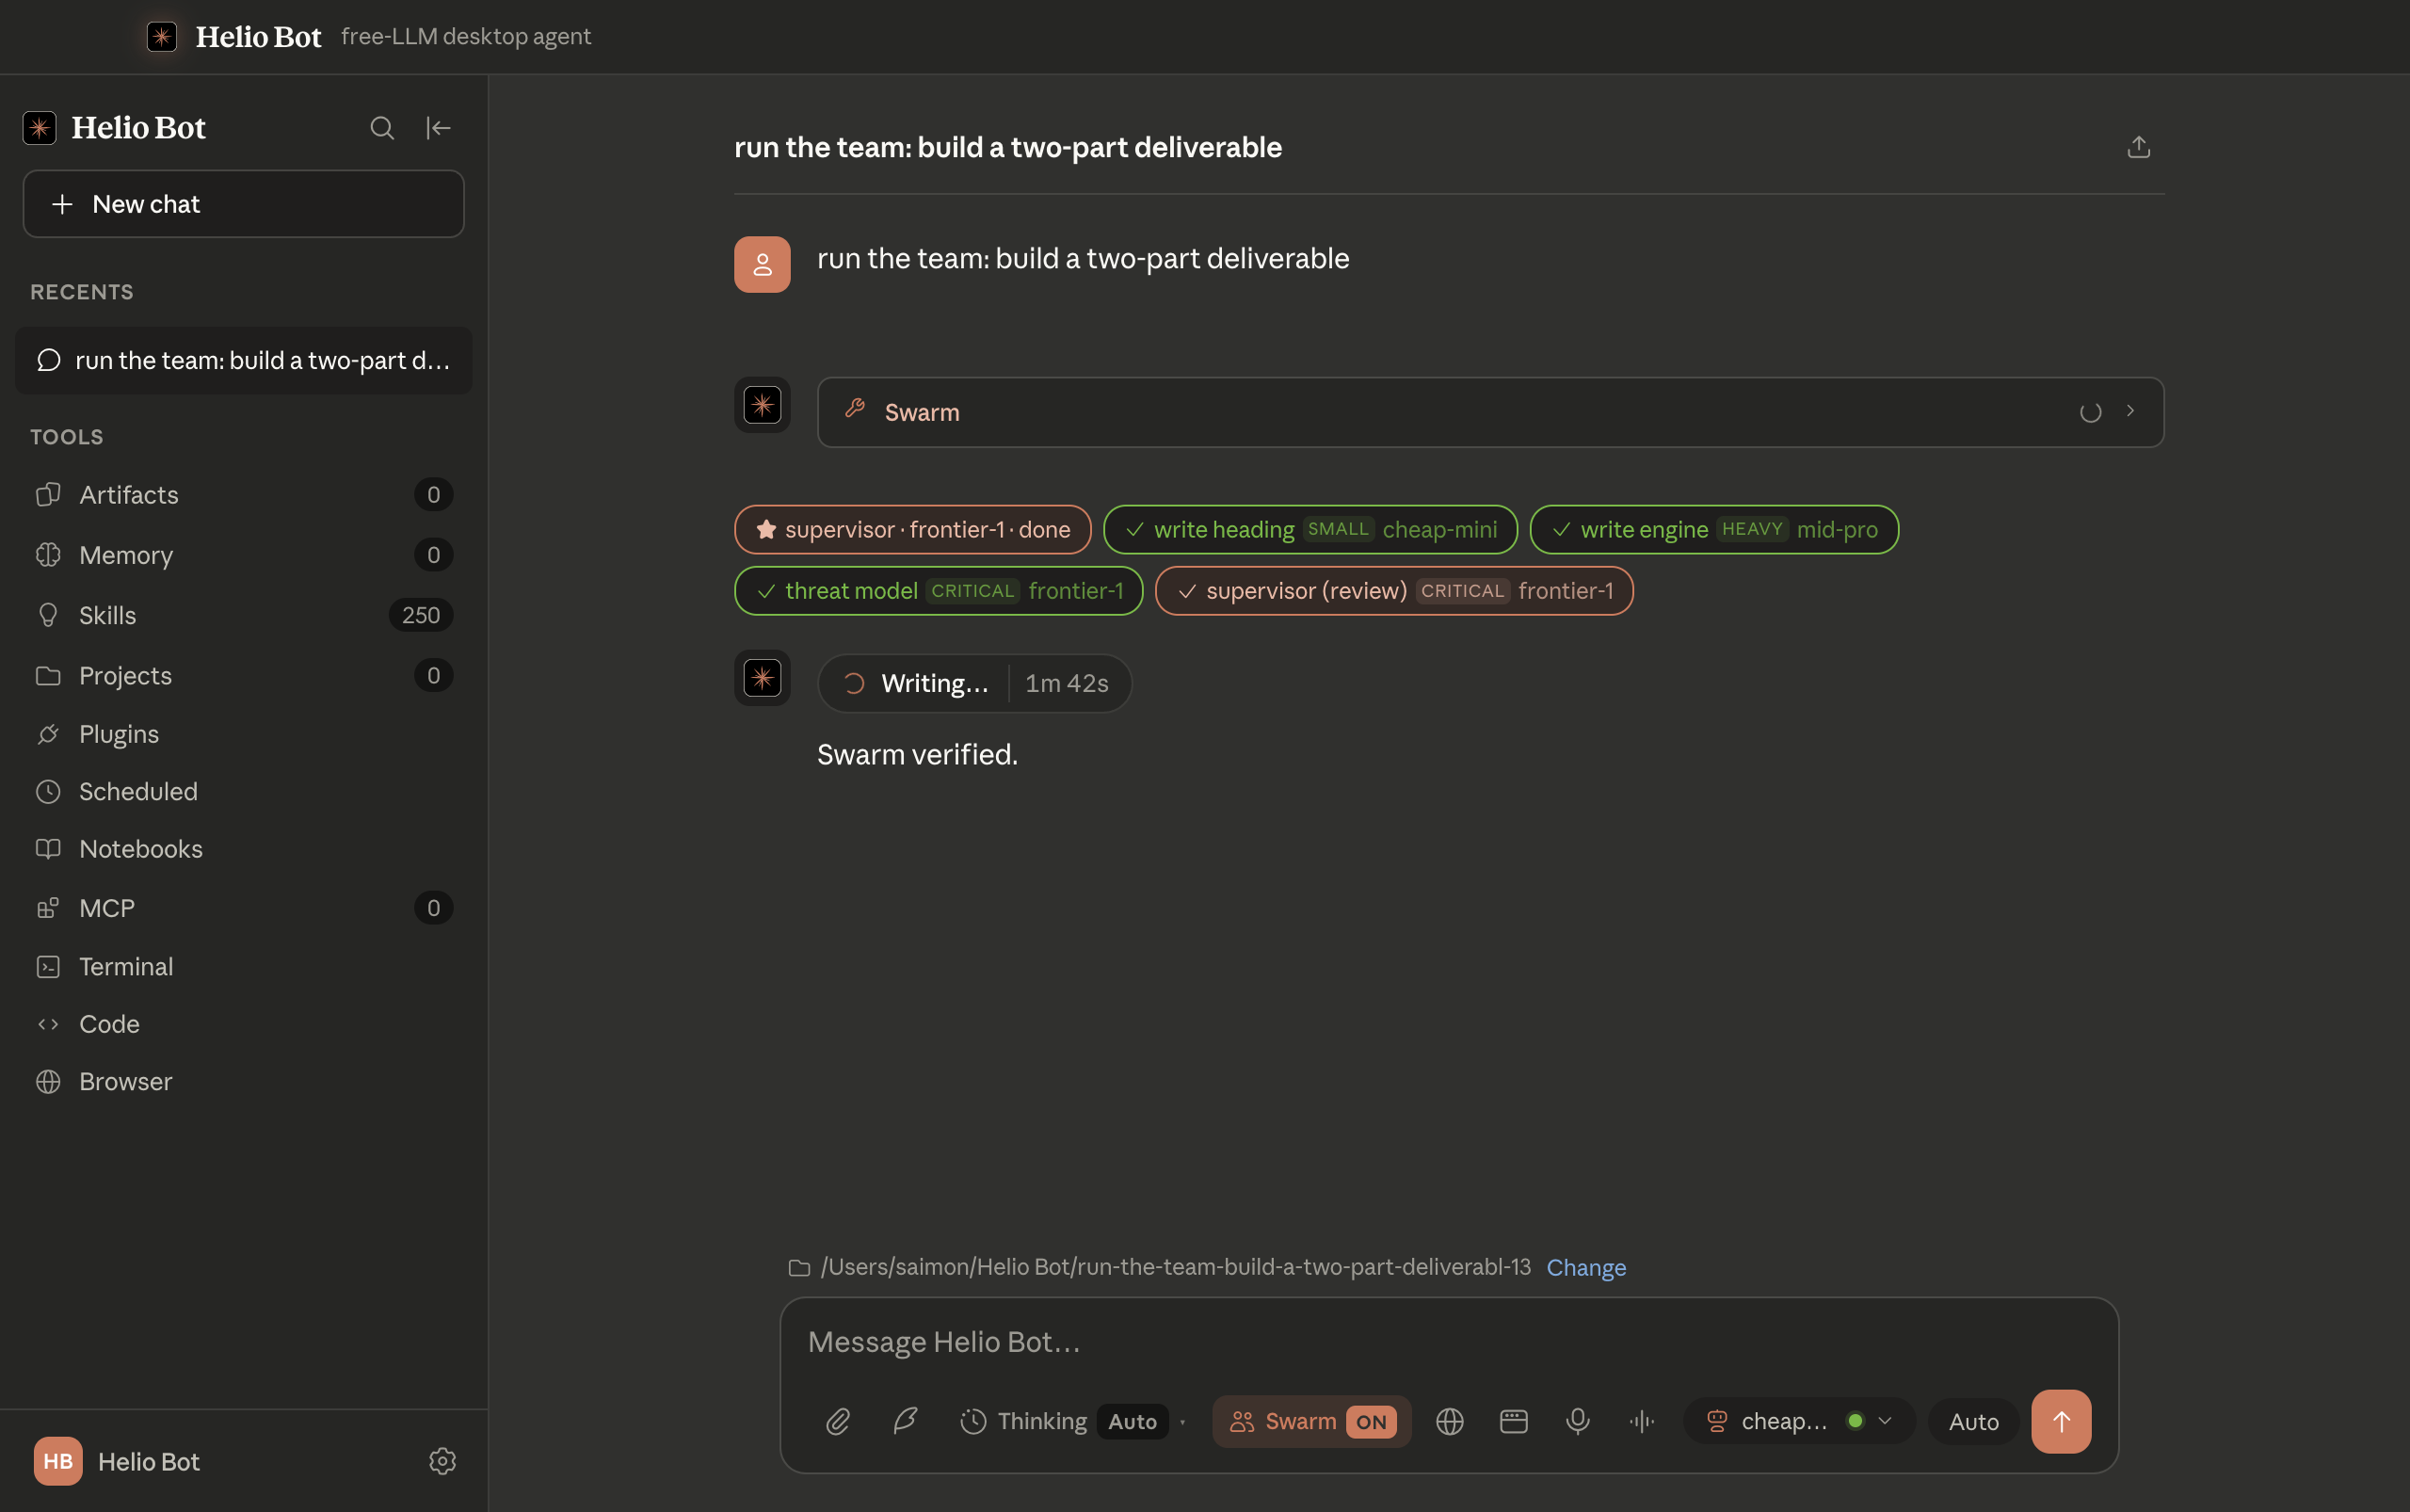 Helio Bot free-LLM desktop agent
Helio Bot
New chat
RECENTS
run the team: build a two-part d...
TOOLS
Artifacts 0
Memory 0
Skills 250
Projects 0
Plugins
Scheduled
Notebooks
MCP 0
Terminal
Code
Browser
HB Helio Bot
run the team: build a two-part deliverable
run the team: build a two-part deliverable
Swarm
supervisor · frontier-1 · done
write heading SMALL cheap-mini
write engine HEAVY mid-pro
threat model CRITICAL frontier-1
supervisor (review) CRITICAL frontier-1
Writing... 1m 42s
Swarm verified.
/Users/saimon/Helio Bot/run-the-team-build-a-two-part-deliverabl-13 Change
Message Helio Bot...
Thinking Auto Swarm ON cheap... Auto